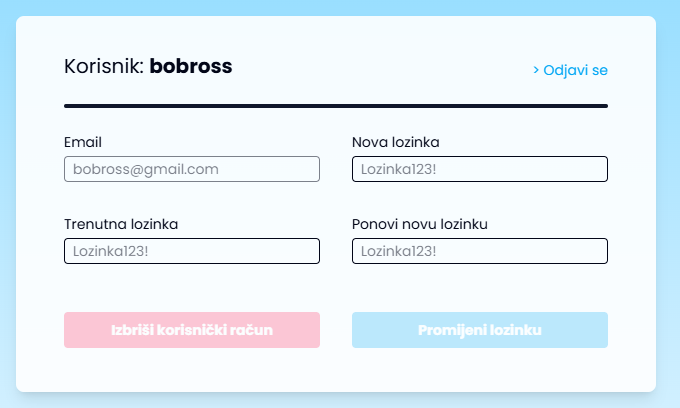 Korisnik: bobross
> Odjavi se
Email
bobross@gmail.com
Nova lozinka
Lozinka123!
Trenutna lozinka
Lozinka123!
Ponovi novu lozinku
Lozinka123!
Izbriši korisnički račun
Promijeni lozinku